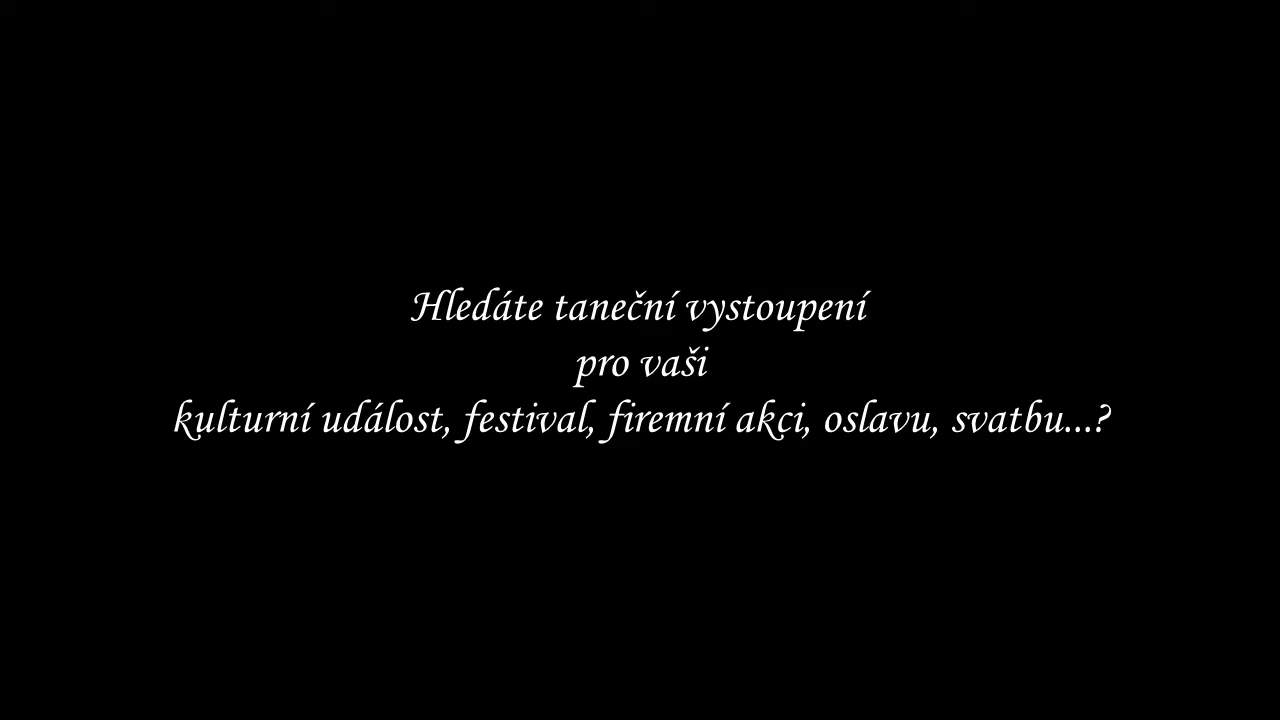 Hledáte taneční vystoupení
pro vaši
kulturní událost, festival, firemní akci, oslavu, svatbu...?